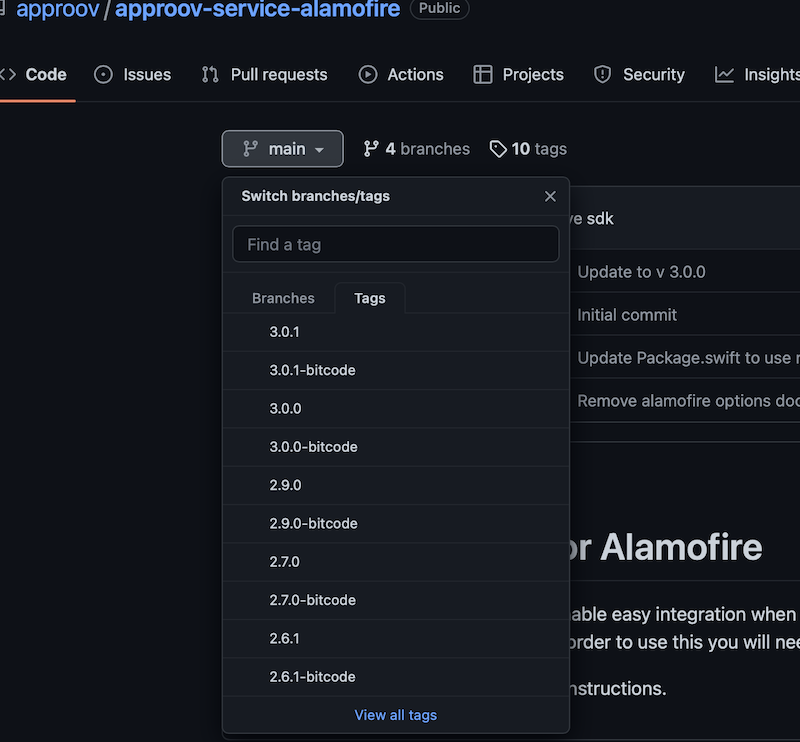 approov / approov-service-alamofire Public
Code Issues Pull requests Actions Projects Security Insights
main 4 branches 10 tags
Switch branches/tags
sdk
Find a tag
Update to v 3.0.0
Branches Tags
Initial commit
3.0.1
Update Package.swift to use
3.0.1-bitcode
Remove alamofire options
3.0.0
3.0.0-bitcode
2.9.0
2.9.0-bitcode
or Alamofire
2.7.0
2.7.0-bitcode
easy integration when
2.6.1
order to use this you will
2.6.1-bitcode
nstructions.
View all tags